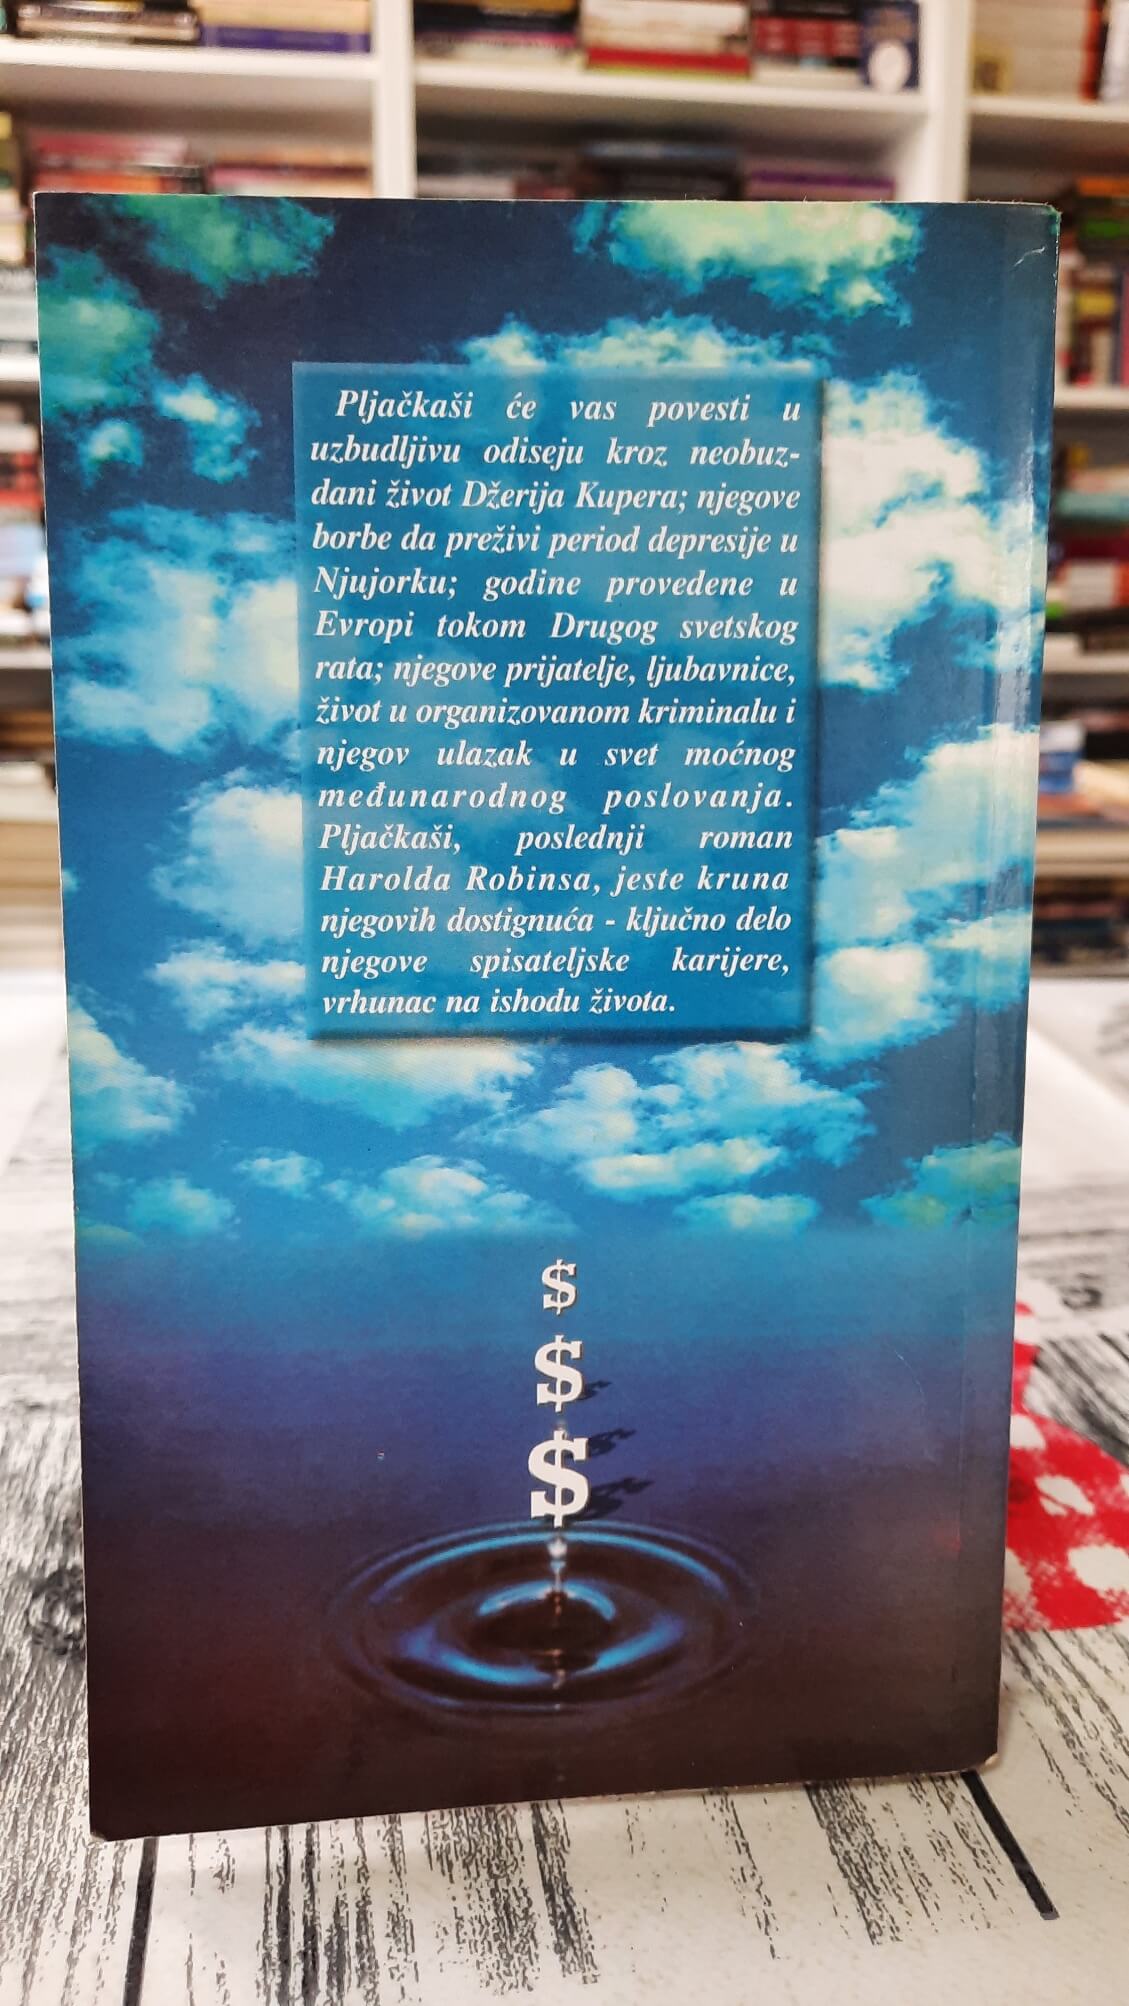 Pljačkaši će vas povesti u
uzbudljivu odiseju kroz neobuz-
dani život Džerija Kupera; njegove
borbe da preživi period depresije u
Njujorku; godine provedene u
Evropi tokom Drugog svetskog
rata; njegove prijatelje, ljubavnice,
život u organizovanom kriminalu i
njegov ulazak u svet moćnog
međunarodnog poslovanja.
Pljačkaši, poslednji roman
Harolda Robinsa, jeste kruna
njegovih dostignuća - ključno delo
njegove spisateljske karijere,
vrhunac na ishodu života.
$
$
$